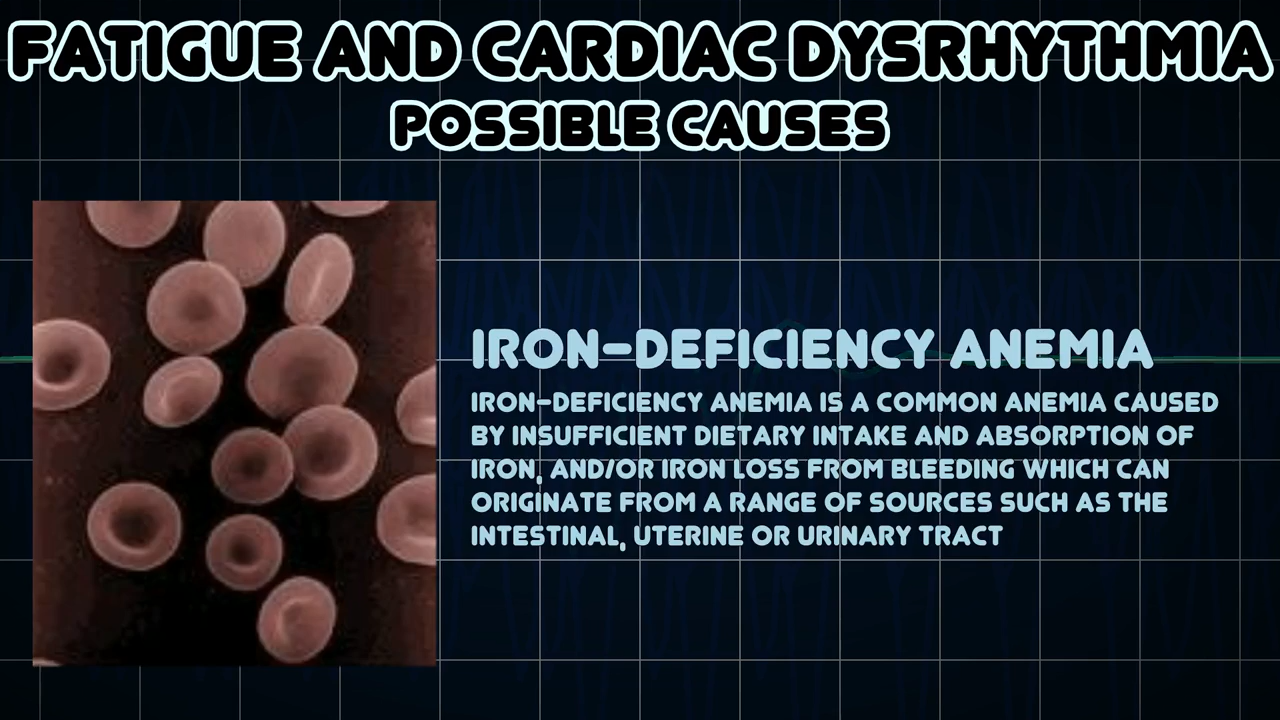 FATIGUE AND CARDIAC DYSRHYTHMIA
POSSIBLE CAUSES
IRON-DEFICIENCY ANEMIA
IRON-DEFICIENCY ANEMIA IS A COMMON ANEMIA CAUSED
BY INSUFFICIENT DIETARY INTAKE AND ABSORPTION OF
IRON, AND/OR IRON LOSS FROM BLEEDING WHICH CAN
ORIGINATE FROM A RANGE OF SOURCES SUCH AS THE
INTESTINAL, UTERINE OR URINARY TRACT